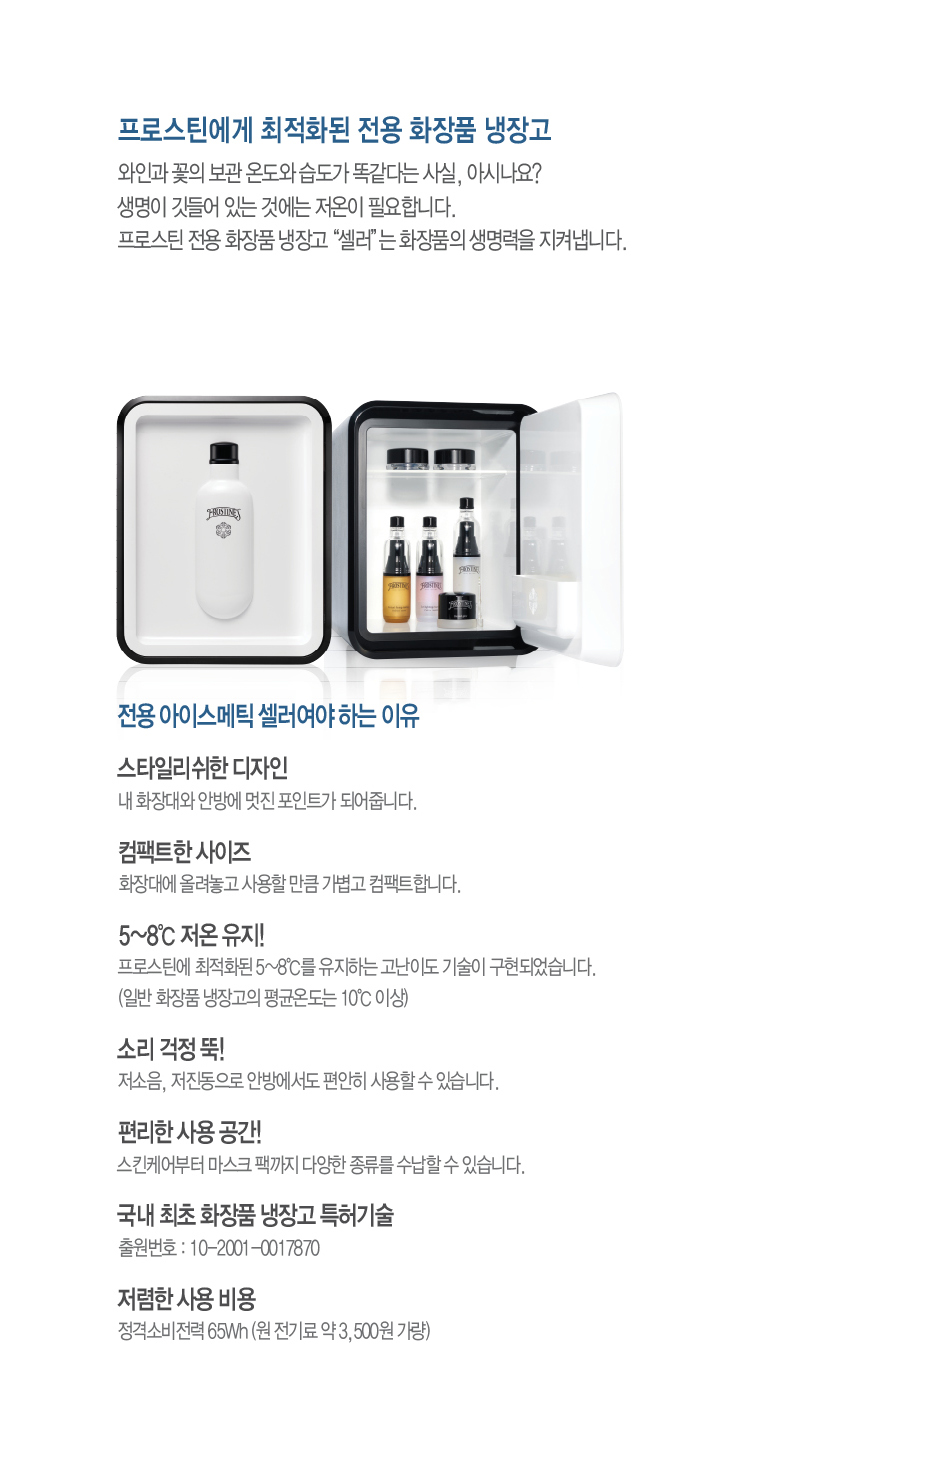 프로스틴에게 최적화된 전용 화장품 냉장고
와인과 꽃의 보관 온도와 습도가 똑같다는 사실, 아시나요?
생명이 깃들어 있는 것에는 저온이 필요합니다.
프로스틴 전용 화장품 냉장고 “셀러”는 화장품의 생명력을 지켜냅니다.
FROSTINE
FROSTINE
FROSTINE
FROSTINE
전용 아이스메틱 셀러여야 하는 이유
스타일리쉬한 디자인
내 화장대와 안방에 멋진 포인트가 되어줍니다.
컴팩트한 사이즈
화장대에 올려놓고 사용할 만큼 가볍고 컴팩트합니다.
5~8℃ 저온 유지!
프로스틴에 최적화된 5~8℃를 유지하는 고난이도 기술이 구현되었습니다.
(일반 화장품 냉장고의 평균온도는 10℃ 이상)
소리 걱정 뚝!
저소음, 저진동으로 안방에서도 편안히 사용할 수 있습니다.
편리한 사용 공간!
스킨케어부터 마스크 팩까지 다양한 종류를 수납할 수 있습니다.
국내 최초 화장품 냉장고 특허기술
출원번호 : 10-2001-0017870
저렴한 사용 비용
정격소비전력 65Wh (원 전기료 약 3,500원 가량)